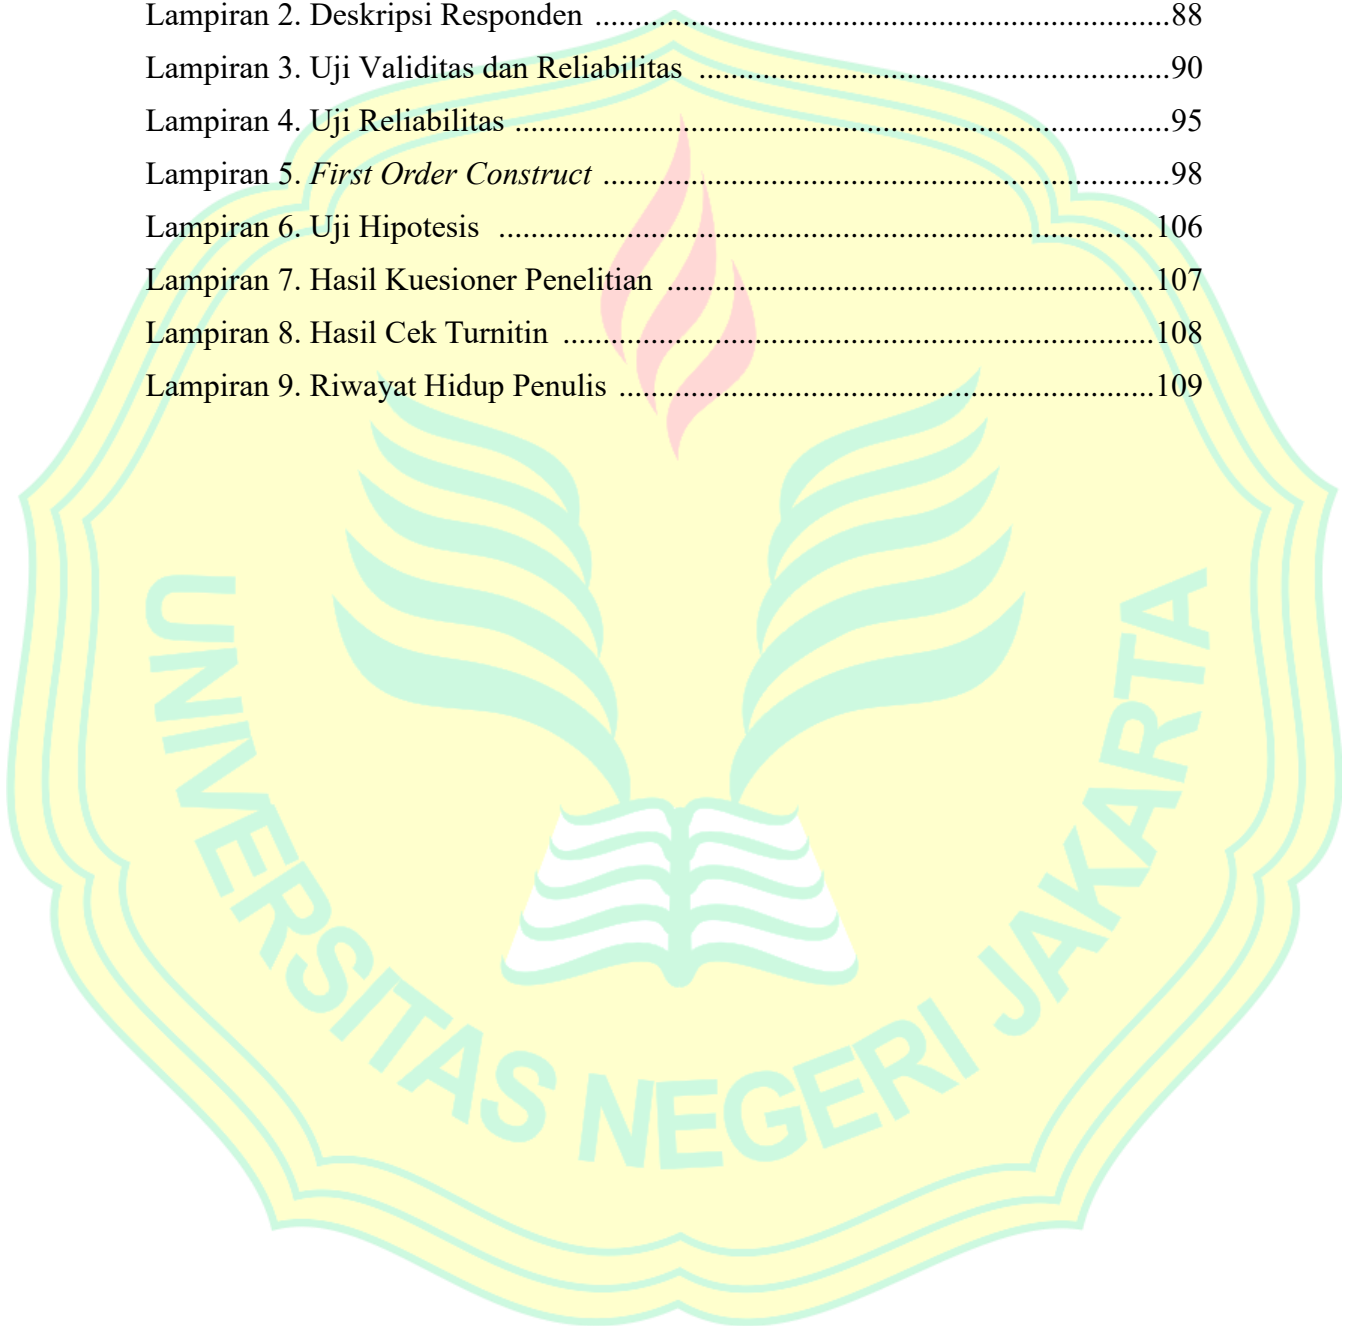 Lampiran 2. Deskripsi Responden ........................................................................88
Lampiran 3. Uji Validitas dan Reliabilitas ...........................................................90
Lampiran 4. Uji Reliabilitas ..................................................................................95
Lampiran 5. First Order Construct .......................................................................98
Lampiran 6. Uji Hipotesis ..................................................................................106
Lampiran 7. Hasil Kuesioner Penelitian .............................................................107
Lampiran 8. Hasil Cek Turnitin ..........................................................................108
Lampiran 9. Riwayat Hidup Penulis ...................................................................109
UNIVERSITAS NEGERI JAKARTA